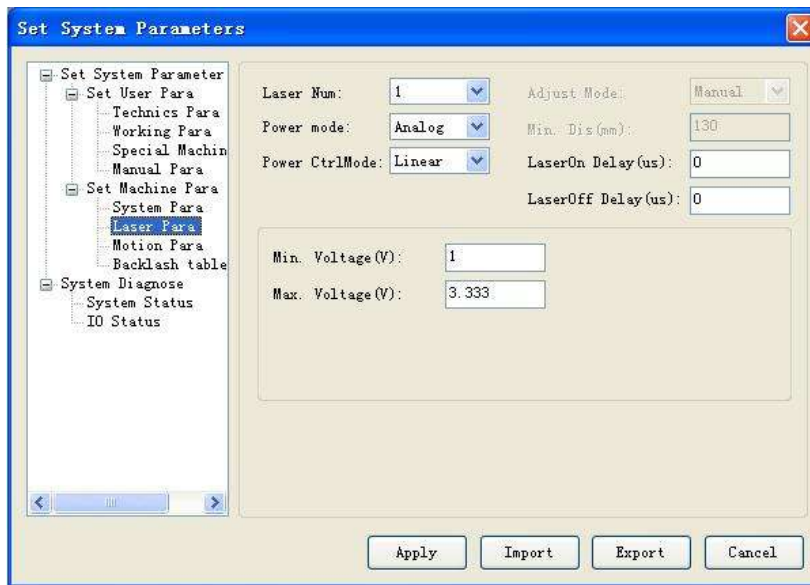 Set System Parameters
Set System Parameter
Set User Para
Technics Para
Working Para
Special Machin
Manual Para
Set Machine Para
System Para
Laser Para
Motion Para
Backlash table
System Diagnose
System Status
IO Status
Laser Num: 1
Adjust Mode: Manual
Power mode: Analog
Min. Dis(mm): 130
Power CtrlMode: Linear
LaserOn Delay(us): 0
LaserOff Delay(us): 0
Min. Voltage(V): 1
Max. Voltage(V): 3.333
Apply Import Export Cancel